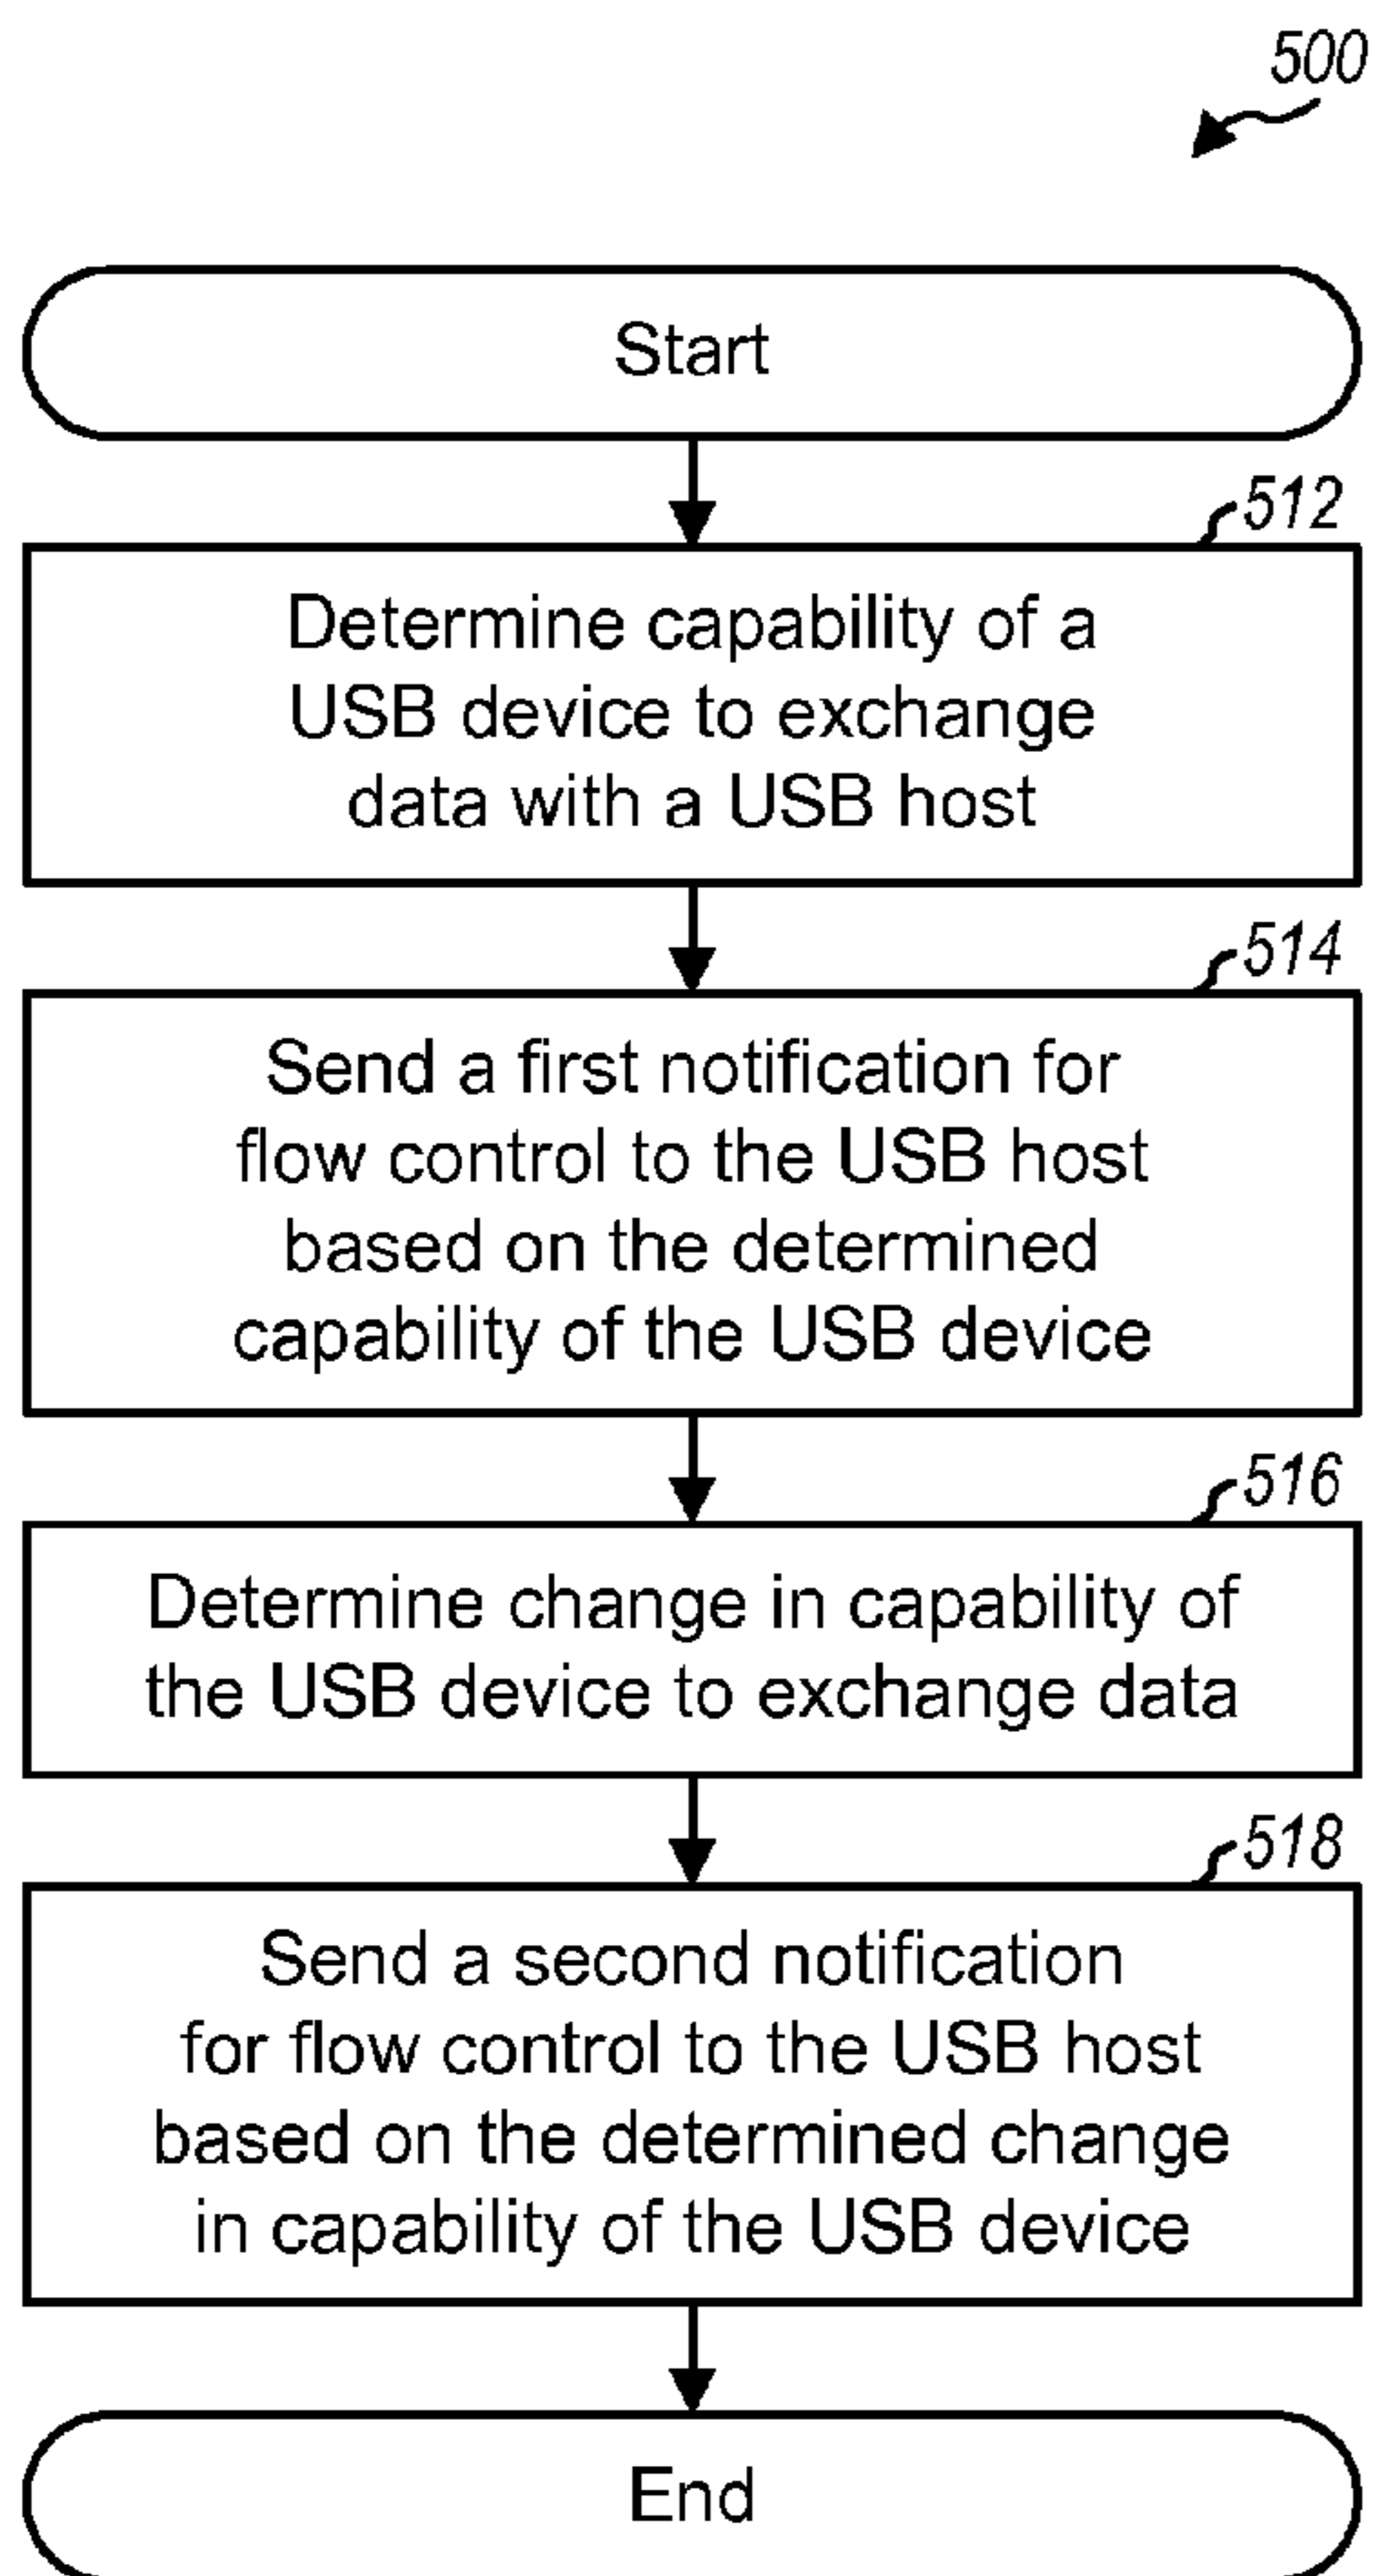 500
Start
512
Determine capability of a
USB device to exchange
data with a USB host
514
Send a first notification for
flow control to the USB host
based on the determined
capability of the USB device
516
Determine change in capability of
the USB device to exchange data
518
Send a second notification
for flow control to the USB host
based on the determined change
in capability of the USB device
End